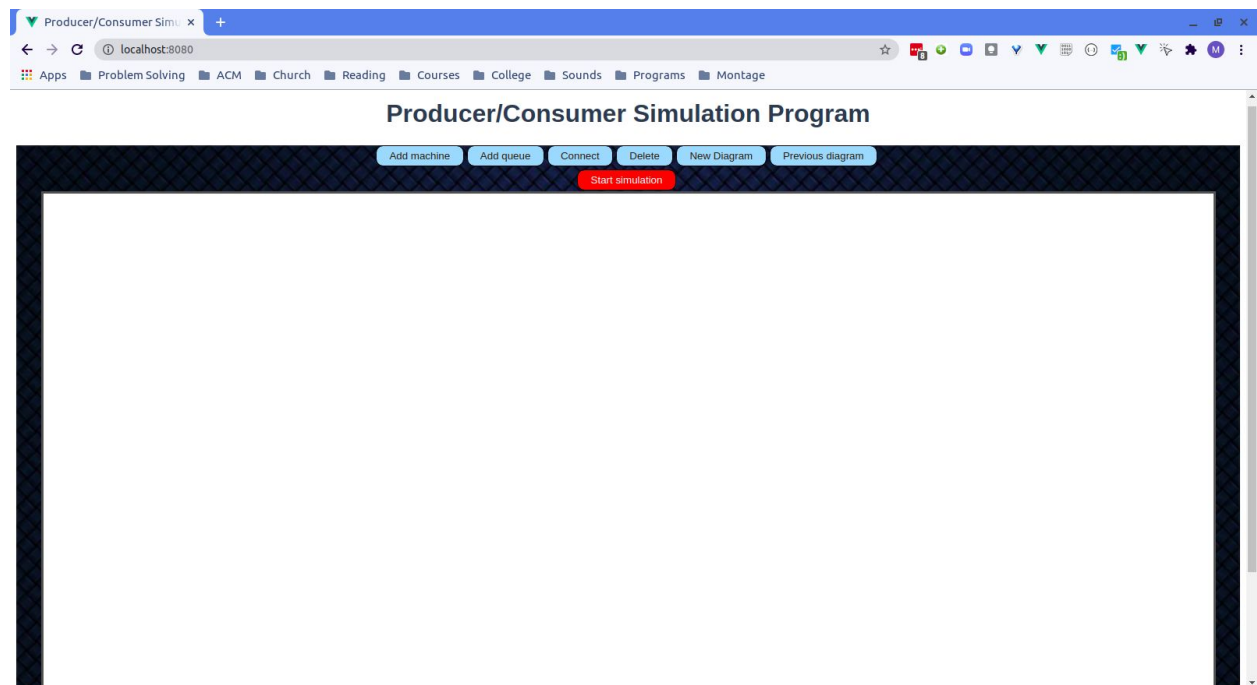 Producer/Consumer Simu
localhost:8080
8
M
Apps Problem Solving ACM Church Reading Courses College Sounds Programs Montage
Producer/Consumer Simulation Program
Add machine Add queue Connect Delete New Diagram Previous diagram
Start simulation